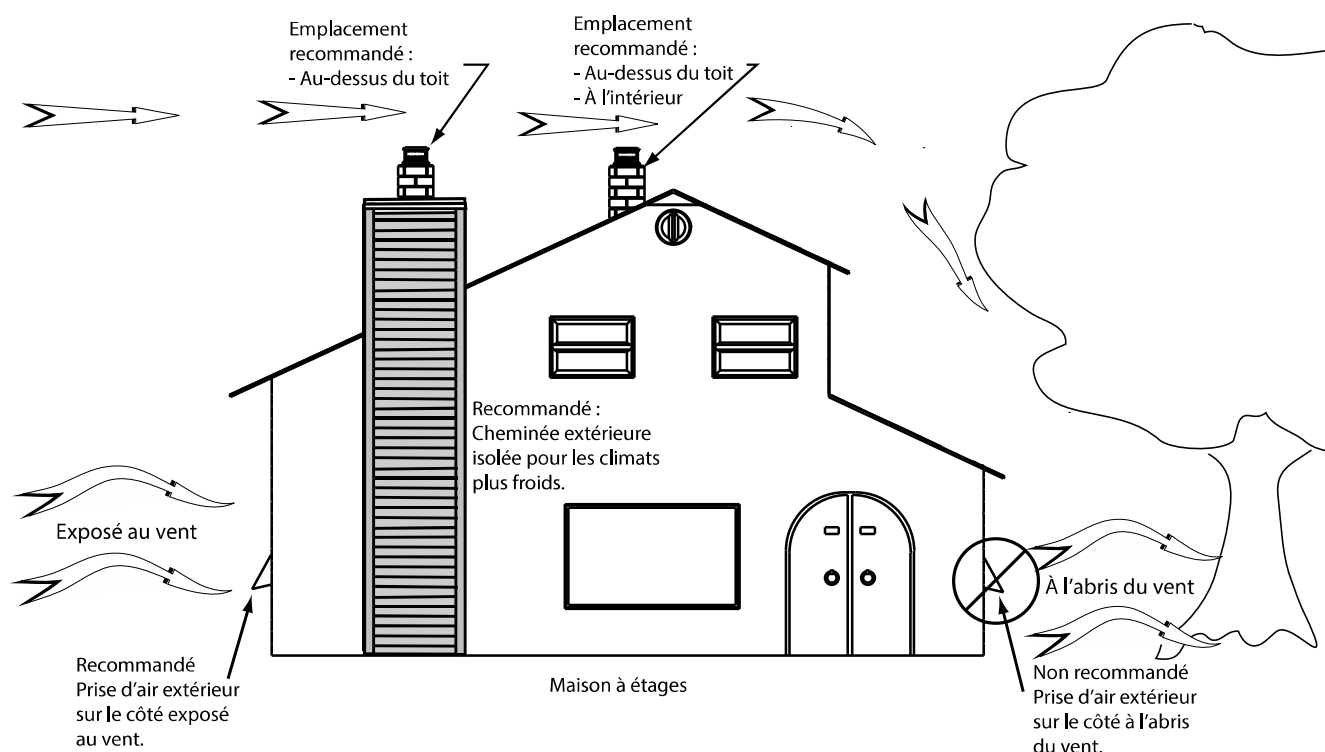 Emplacement
recommandé :
- Au-dessus du toit
Emplacement
recommandé :
- Au-dessus du toit
- À l'intérieur
Recommandé :
Cheminée extérieure
isolée pour les climats
plus froids.
Exposé au vent
À l'abris du vent
Recommandé
Prise d'air extérieur
sur le côté exposé
au vent.
Maison à étages
Non recommandé
Prise d'air extérieur
sur le côté à l'abris
du vent.